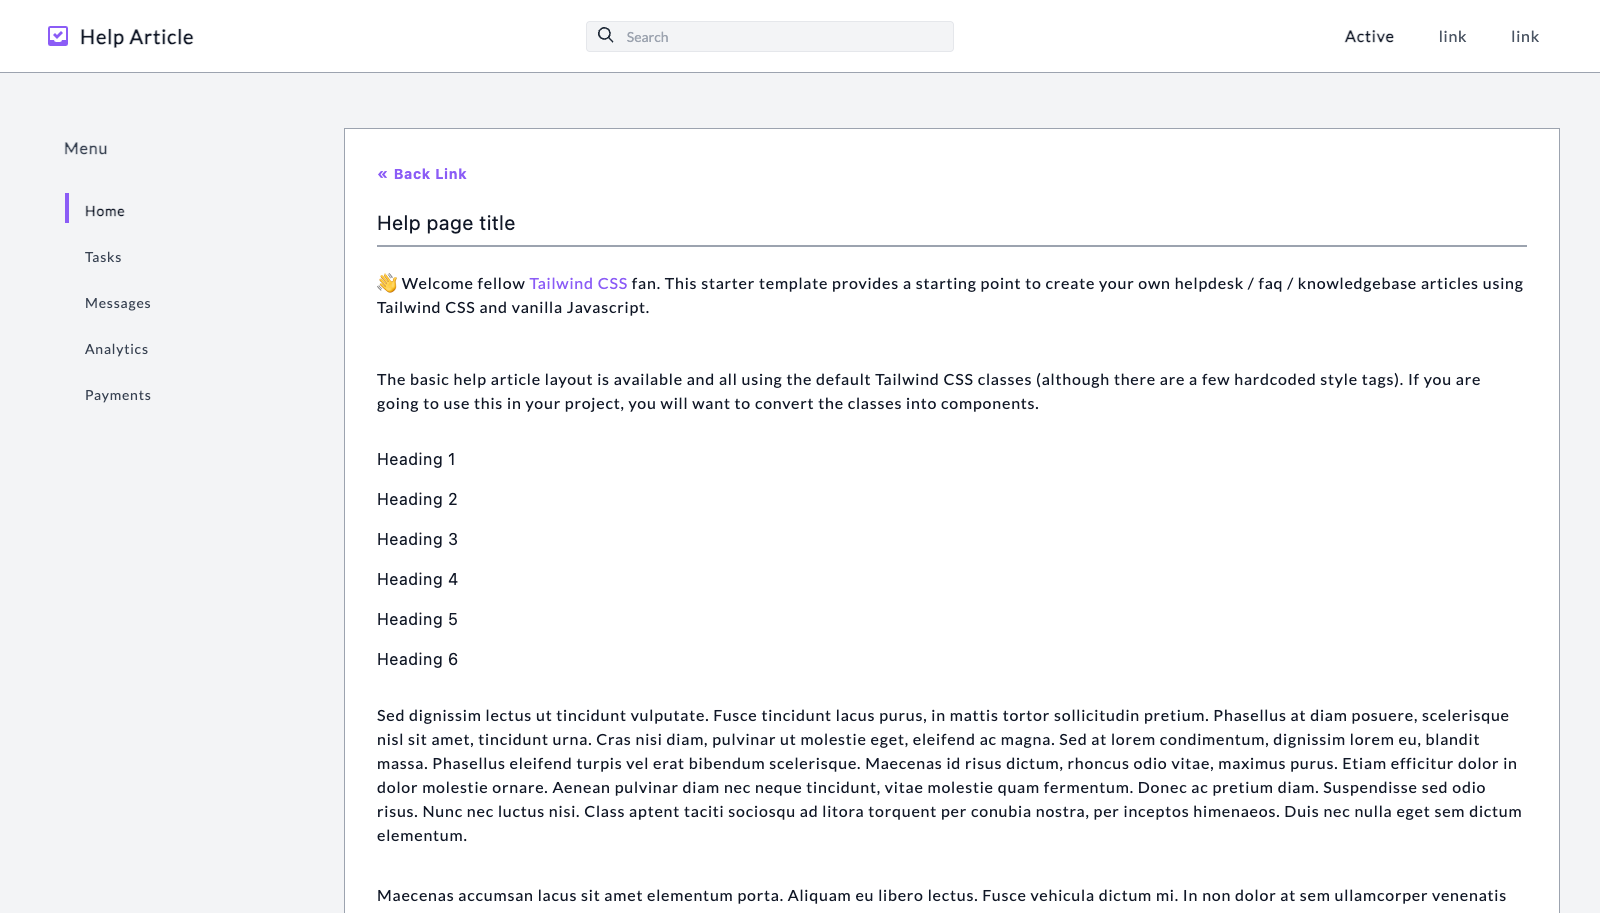 Help Article
Search
Active
link
link
Menu
Home
Tasks
Messages
Analytics
Payments
« Back Link
Help page title
👋 Welcome fellow Tailwind CSS fan. This starter template provides a starting point to create your own helpdesk / faq / knowledgebase articles using
Tailwind CSS and vanilla Javascript.
The basic help article layout is available and all using the default Tailwind CSS classes (although there are a few hardcoded style tags). If you are
going to use this in your project, you will want to convert the classes into components.
Heading 1
Heading 2
Heading 3
Heading 4
Heading 5
Heading 6
Sed dignissim lectus ut tincidunt vulputate. Fusce tincidunt lacus purus, in mattis tortor sollicitudin pretium. Phasellus at diam posuere, scelerisque
nisl sit amet, tincidunt urna. Cras nisi diam, pulvinar ut molestie eget, eleifend ac magna. Sed at lorem condimentum, dignissim lorem eu, blandit
massa. Phasellus eleifend turpis vel erat bibendum scelerisque. Maecenas id risus dictum, rhoncus odio vitae, maximus purus. Etiam efficitur dolor in
dolor molestie ornare. Aenean pulvinar diam nec neque tincidunt, vitae molestie quam fermentum. Donec ac pretium diam. Suspendisse sed odio
risus. Nunc nec luctus nisi. Class aptent taciti sociosqu ad litora torquent per conubia nostra, per inceptos himenaeos. Duis nec nulla eget sem dictum
elementum.
Maecenas accumsan lacus sit amet elementum porta. Aliquam eu libero lectus. Fusce vehicula dictum mi. In non dolor at sem ullamcorper venenatis